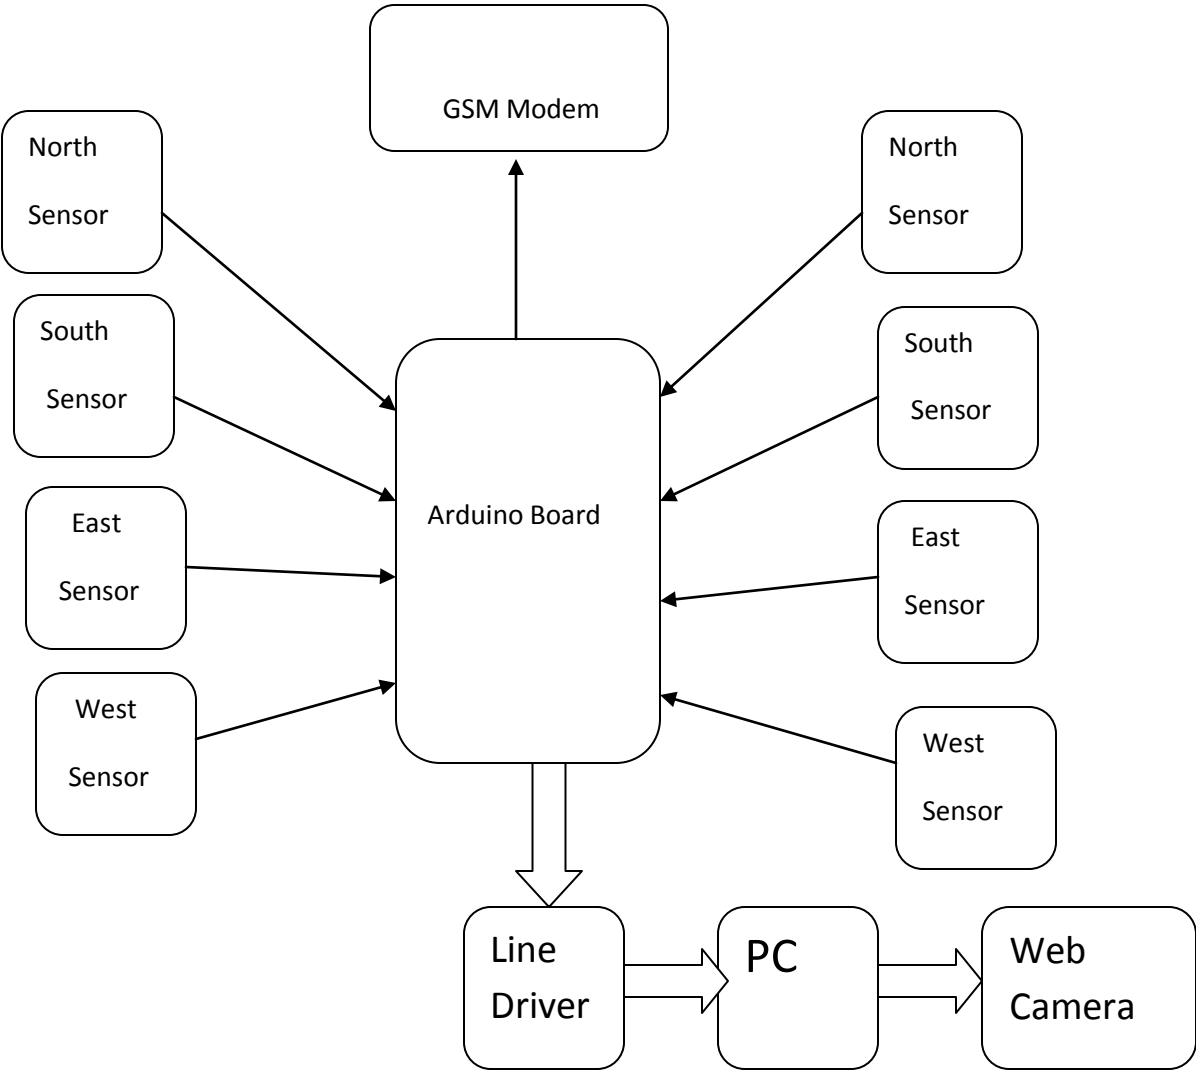 GSM Modem
North
Sensor
South
Sensor
East
Sensor
West
Sensor
Arduino Board
North
Sensor
South
Sensor
East
Sensor
West
Sensor
Line
Driver
PC
Web
Camera